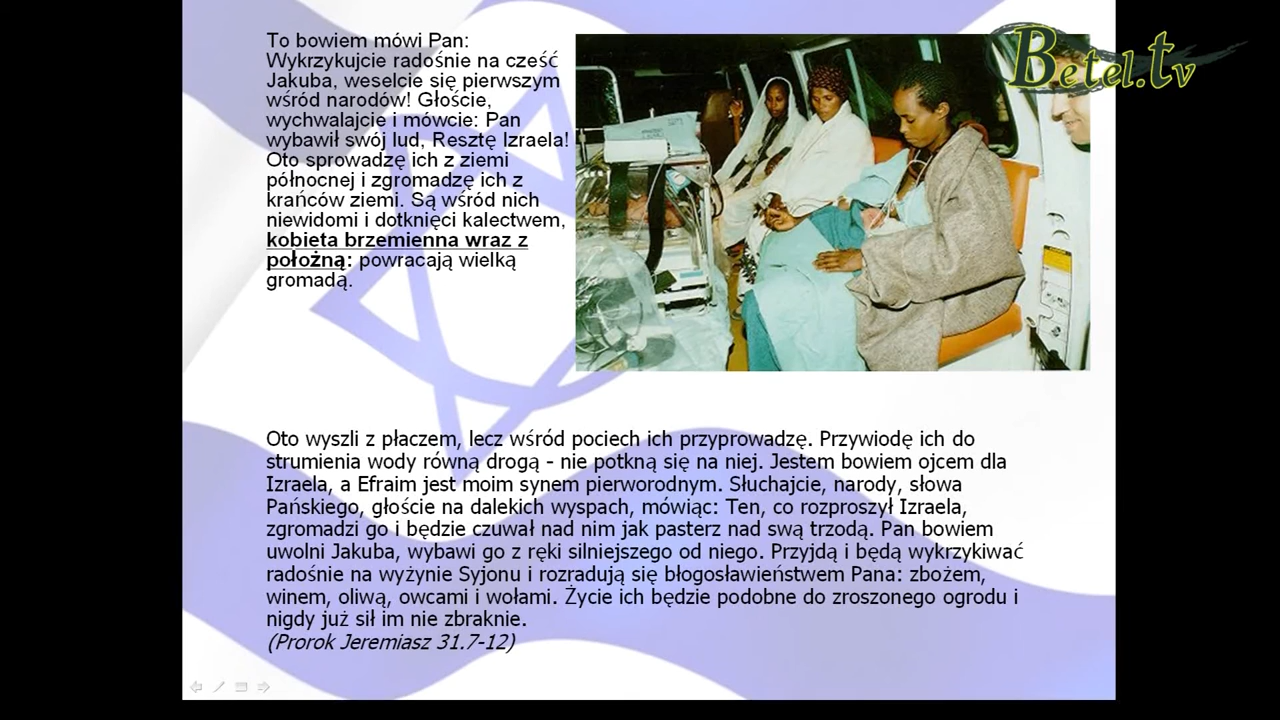 To bowiem mówi Pan:
Wykrzykujcie radośnie na cześć
Jakuba, weselcie się pierwszym
wśród narodów! Głoście,
wychwalajcie i mówcie: Pan
wybawił swój lud, Resztę Izraela!
Oto sprowadzę ich z ziemi
północnej i zgromadzę ich z
krańców ziemi. Są wśród nich
niewidomi i dotknięci kalectwem,
kobieta brzemienna wraz z
położną: powracają wielką
gromadą.
Betel.tv
Oto wyszli z płaczem, lecz wśród pociech ich przyprowadzę. Przywiodę ich do
strumienia wody równą drogą - nie potkną się na niej. Jestem bowiem ojcem dla
Izraela, a Efraim jest moim synem pierworodnym. Słuchajcie, narody, słowa
Pańskiego, głoście na dalekich wyspach, mówiąc: Ten, co rozproszył Izraela,
zgromadzi go i będzie czuwał nad nim jak pasterz nad swą trzodą. Pan bowiem
uwolni Jakuba, wybawi go z ręki silniejszego od niego. Przyjdą i będą wykrzykiwać
radośnie na wyżynie Syjonu i rozradują się błogosławieństwem Pana: zbożem,
winem, oliwą, owcami i wołami. Życie ich będzie podobne do zroszonego ogrodu i
nigdy już sił im nie zbraknie.
(Prorok Jeremiasz 31.7-12)